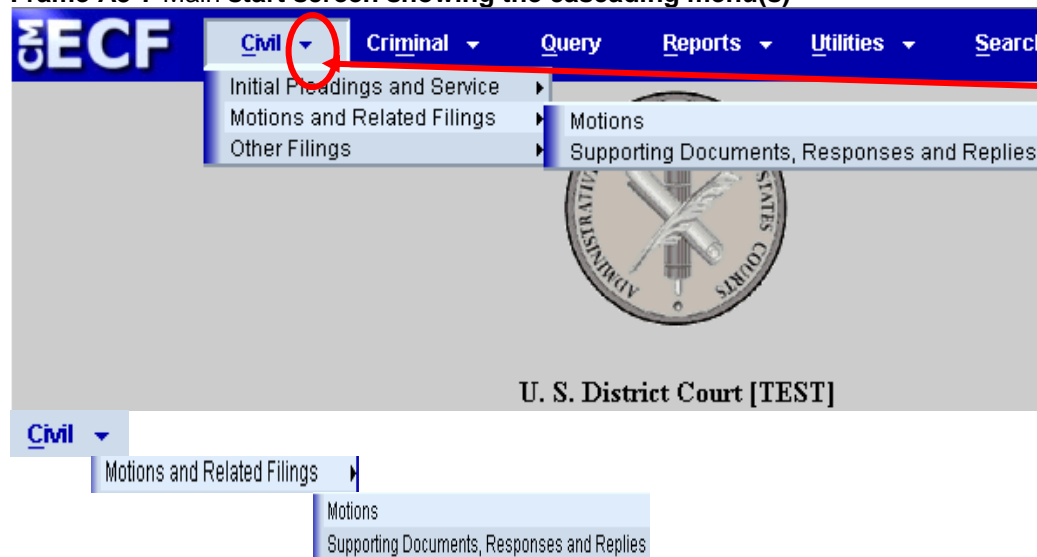 Frame A3-1 Main start screen showing the cascading menu(s)
CM ECF Civil Criminal Query Reports Utilities Search
Initial Pleadings and Service
Motions and Related Filings Motions
Other Filings Supporting Documents, Responses and Replies
ADMINISTRATIVE STATES COURTS
U. S. District Court [TEST]
Civil
Motions and Related Filings
Motions
Supporting Documents, Responses and Replies